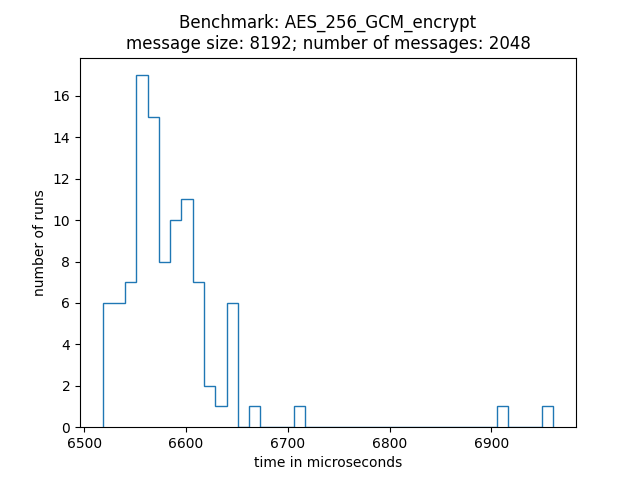 Benchmark: AES_256_GCM_encrypt
message size: 8192; number of messages: 2048
16
14
12
10
8
6
4
2
0
number of runs
6500 6600 6700 6800 6900
time in microseconds